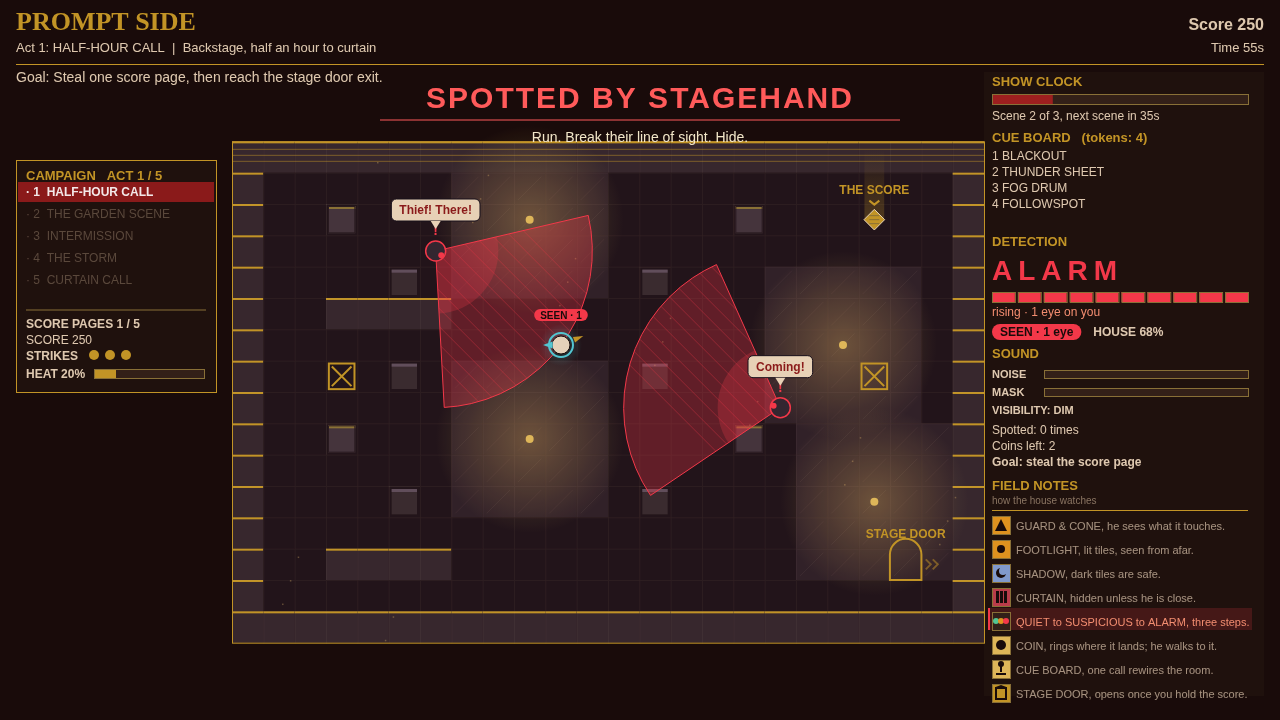 PROMPT SIDE
Score 250
Act 1: HALF-HOUR CALL | Backstage, half an hour to curtain
Time 55s
Goal: Steal one score page, then reach the stage door exit.
SPOTTED BY STAGEHAND
Run. Break their line of sight. Hide.
CAMPAIGN ACT 1 / 5
· 1 HALF-HOUR CALL
· 2 THE GARDEN SCENE
· 3 INTERMISSION
· 4 THE STORM
· 5 CURTAIN CALL
SCORE PAGES 1 / 5
SCORE 250
STRIKES
HEAT 20%
Thief! There!
!
SEEN · 1
THE SCORE
Coming!
!
STAGE DOOR
SHOW CLOCK
Scene 2 of 3, next scene in 35s
CUE BOARD (tokens: 4)
1 BLACKOUT
2 THUNDER SHEET
3 FOG DRUM
4 FOLLOWSPOT
DETECTION
ALARM
rising · 1 eye on you
SEEN · 1 eye HOUSE 68%
SOUND
NOISE
MASK
VISIBILITY: DIM
Spotted: 0 times
Coins left: 2
Goal: steal the score page
FIELD NOTES
how the house watches
GUARD & CONE, he sees what it touches.
FOOTLIGHT, lit tiles, seen from afar.
SHADOW, dark tiles are safe.
CURTAIN, hidden unless he is close.
QUIET to SUSPICIOUS to ALARM, three steps.
COIN, rings where it lands; he walks to it.
CUE BOARD, one call rewires the room.
STAGE DOOR, opens once you hold the score.